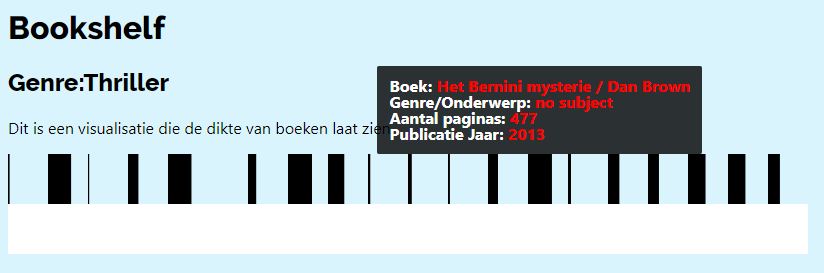 Bookshelf
Genre:Thriller
Dit is een visualisatie die de dikte van boeken laat zien
Boek: Het Bernini mysterie / Dan Brown
Genre/Onderwerp: no subject
Aantal paginas: 477
Publicatie Jaar: 2013